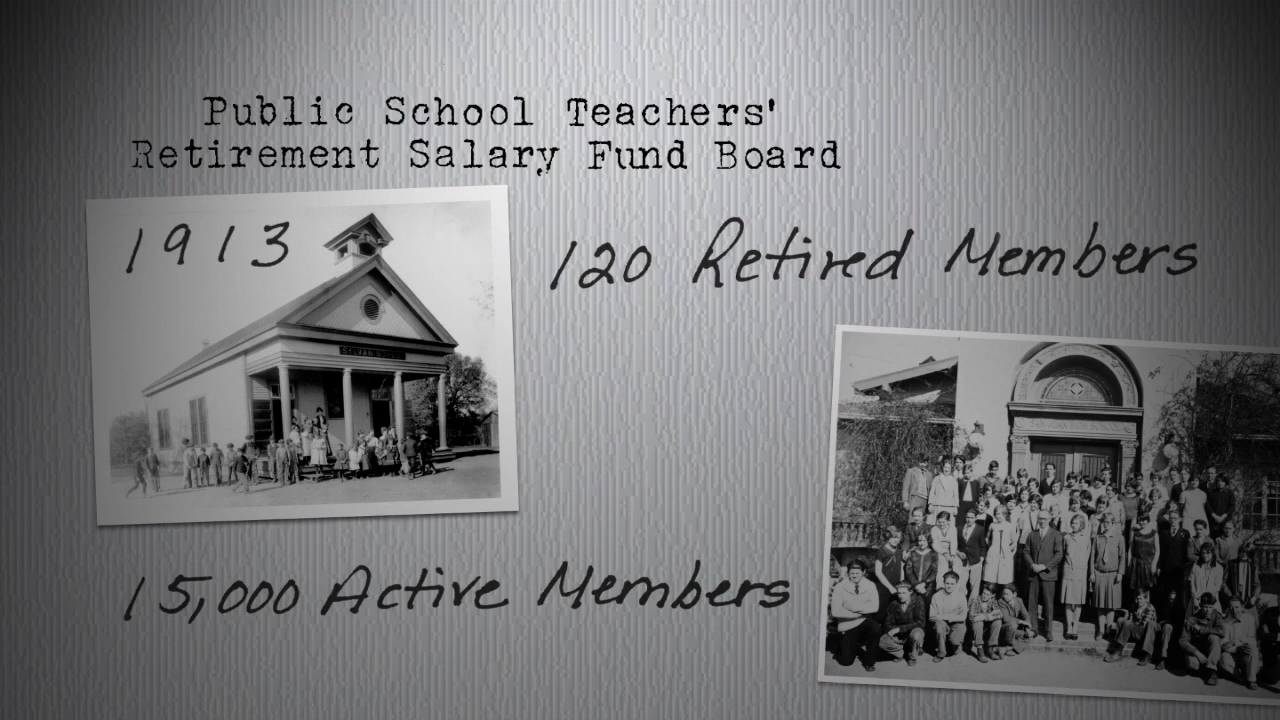 Public School Teachers'
Retirement Salary Fund Board
1913
120 Retired Members
15,000 Active Members